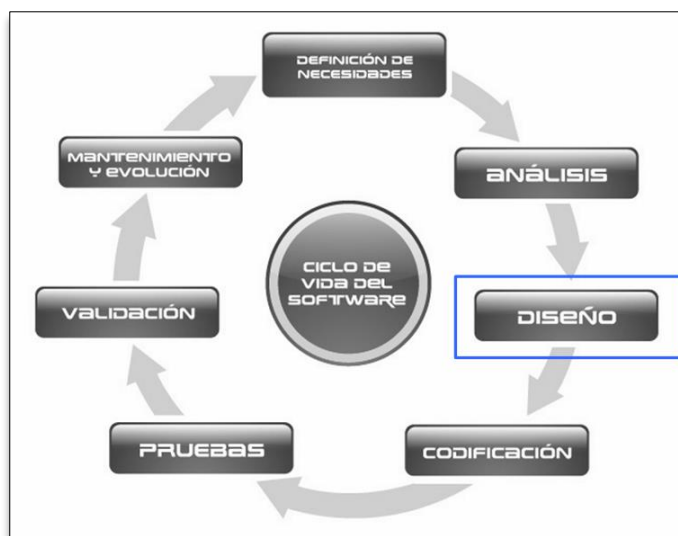 DEFINICIÓN DE
NECESIDADES
ANÁLISIS
DISEÑO
CODIFICACIÓN
PRUEBAS
VALIDACIÓN
MANTENIMIENTO
Y EVOLUCIÓN
CICLO DE
VIDA DEL
SOFTWARE